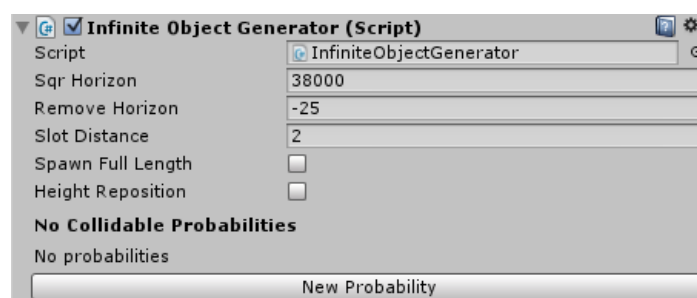 Infinite Object Generator (Script)
Script InfiniteObjectGenerator
Sqr Horizon 38000
Remove Horizon -25
Slot Distance 2
Spawn Full Length
Height Reposition
No Collidable Probabilities
No probabilities
New Probability